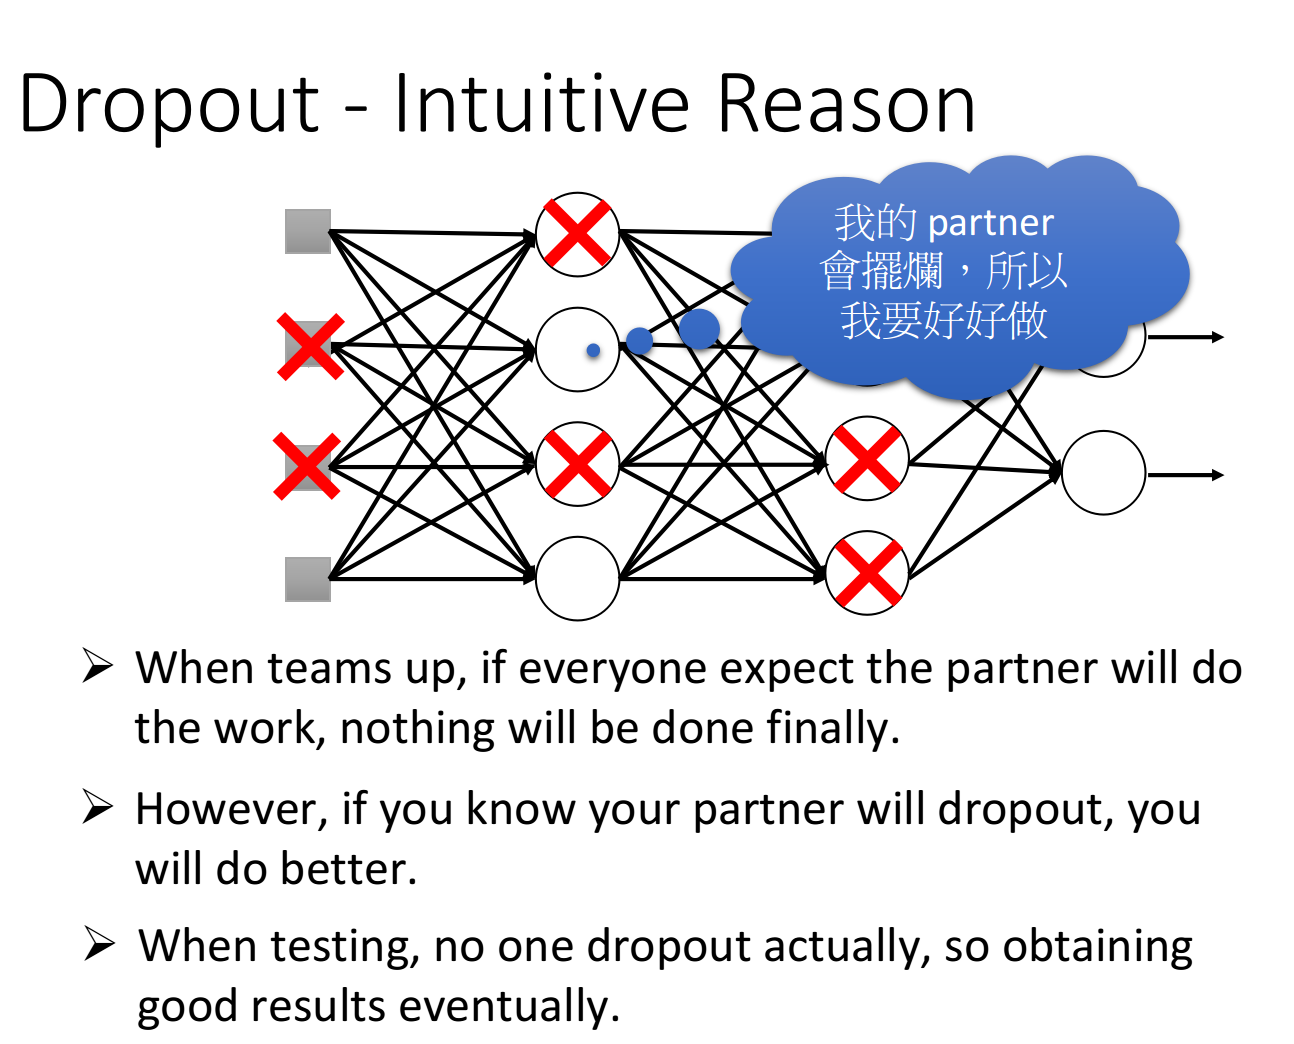 Dropout - Intuitive Reason
我的 partner
會擺爛，所以
我要好好做
When teams up, if everyone expect the partner will do
the work, nothing will be done finally.
However, if you know your partner will dropout, you
will do better.
When testing, no one dropout actually, so obtaining
good results eventually.